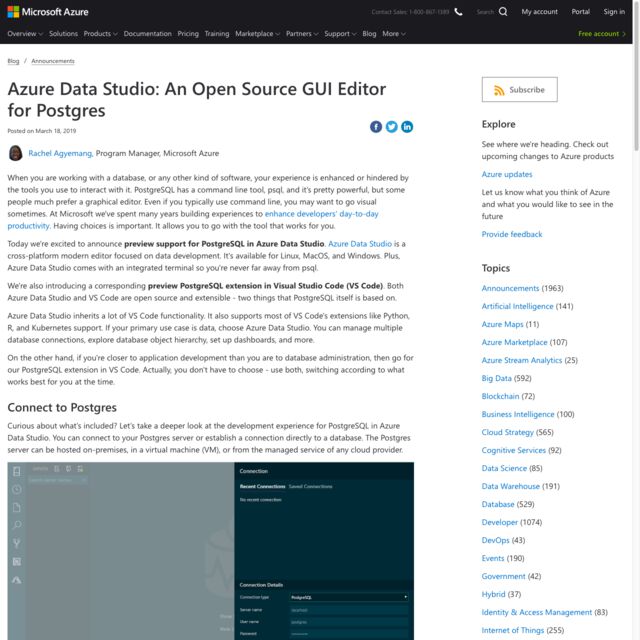 Microsoft Azure
Contact Sales: 1-800-867-1389
Search
My account
Portal
Sign in
Overview
Solutions
Products
Documentation
Pricing
Training
Marketplace
Partners
Support
Blog
More
Free account
Blog / Announcements
Azure Data Studio: An Open Source GUI Editor
for Postgres
Posted on March 18, 2019
Rachel Agyemang, Program Manager, Microsoft Azure
When you are working with a database, or any other kind of software, your experience is enhanced or hindered by
the tools you use to interact with it. PostgreSQL has a command line tool, psql, and it's pretty powerful, but some
people much prefer a graphical editor. Even if you typically use command line, you may want to go visual
sometimes. At Microsoft we've spent many years building experiences to enhance developers' day-to-day
productivity. Having choices is important. It allows you to go with the tool that works for you.
Today we're excited to announce preview support for PostgreSQL in Azure Data Studio. Azure Data Studio is a
cross-platform modern editor focused on data development. It's available for Linux, MacOS, and Windows. Plus,
Azure Data Studio comes with an integrated terminal so you're never far away from psql.
We're also introducing a corresponding preview PostgreSQL extension in Visual Studio Code (VS Code). Both
Azure Data Studio and VS Code are open source and extensible - two things that PostgreSQL itself is based on.
Azure Data Studio inherits a lot of VS Code functionality. It also supports most of VS Code's extensions like Python,
R, and Kubernetes support. If your primary use case is data, choose Azure Data Studio. You can manage multiple
database connections, explore database object hierarchy, set up dashboards, and more.
On the other hand, if you're closer to application development than you are to database administration, then go for
our PostgreSQL extension in VS Code. Actually, you don't have to choose - use both, switching according to what
works best for you at the time.
Connect to Postgres
Curious about what's included? Let's take a deeper look at the development experience for PostgreSQL in Azure
Data Studio. You can connect to your Postgres server or establish a connection directly to a database. The Postgres
server can be hosted on-premises, in a virtual machine (VM), or from the managed service of any cloud provider.
SERVERS
Connection
Recent Connections
Saved Connections
No recent connection
Connection Details
Connection type
PostgreSQL
Server name
localhost
User name
postgres
Password
Subscribe
Explore
See where we're heading. Check out
upcoming changes to Azure products
Azure updates
Let us know what you think of Azure
and what you would like to see in the
future
Provide feedback
Topics
Announcements (1963)
Artificial Intelligence (141)
Azure Maps (11)
Azure Marketplace (107)
Azure Stream Analytics (25)
Big Data (592)
Blockchain (72)
Business Intelligence (100)
Cloud Strategy (565)
Cognitive Services (92)
Data Science (85)
Data Warehouse (191)
Database (529)
Developer (1074)
DevOps (43)
Events (190)
Government (42)
Hybrid (37)
Identity & Access Management (83)
Internet of Things (255)